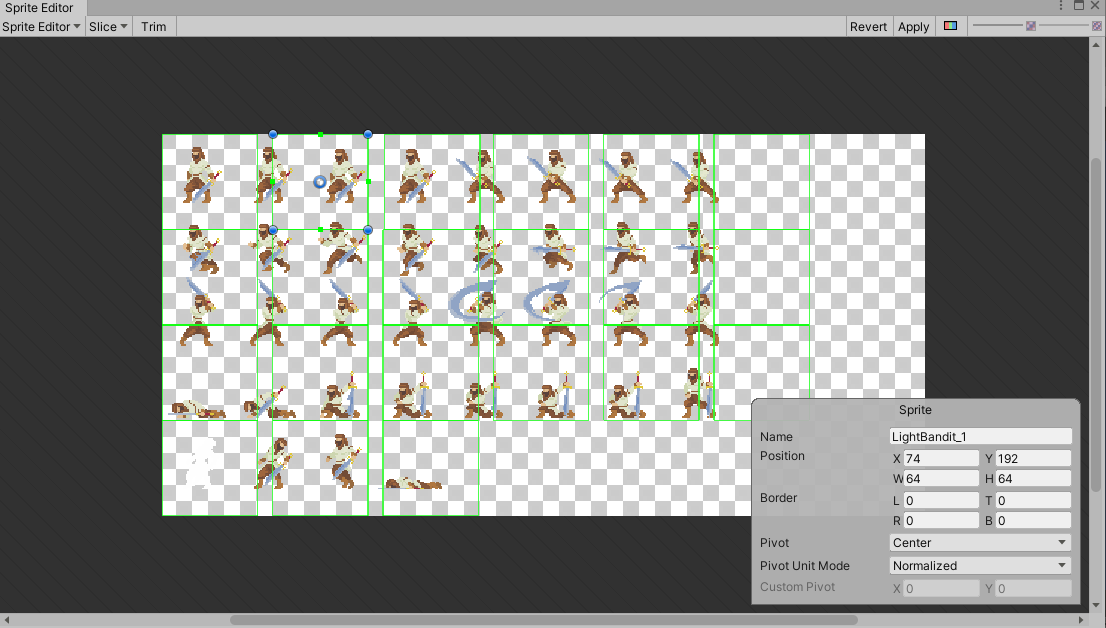 Sprite Editor
Sprite Editor Slice Trim Revert Apply
Sprite
Name LightBandit_1
Position X 74 Y 192
W 64 H 64
Border L 0 T 0
R 0 B 0
Pivot Center
Pivot Unit Mode Normalized
Custom Pivot X 0 Y 0